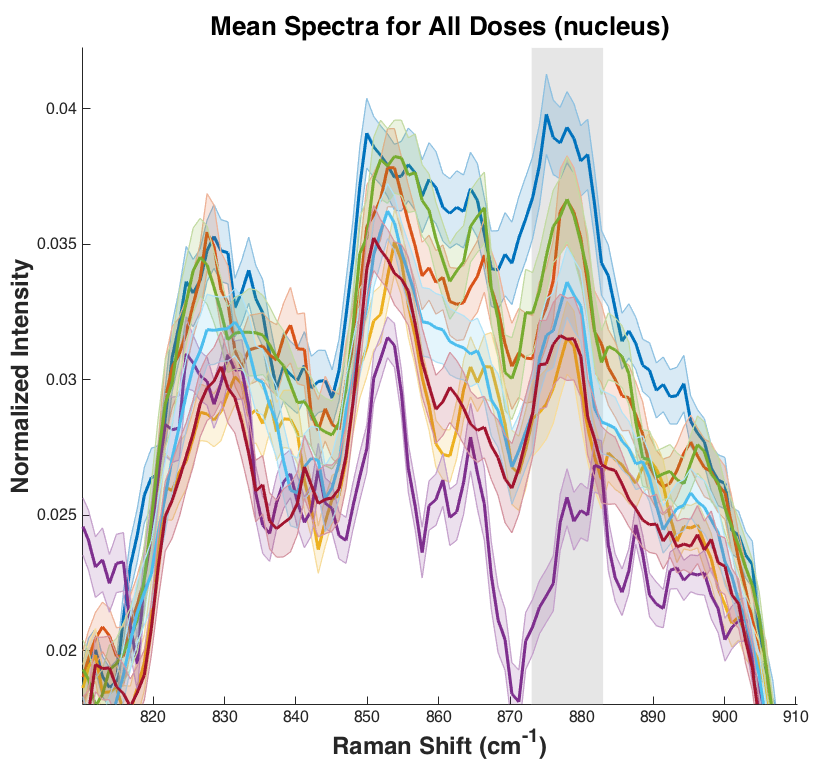 Mean Spectra for All Doses (nucleus)
0.04
0.035
0.03
0.025
0.02
Normalized Intensity
820 830 840 850 860 870 880 890 900 910
Raman Shift (cm-1)